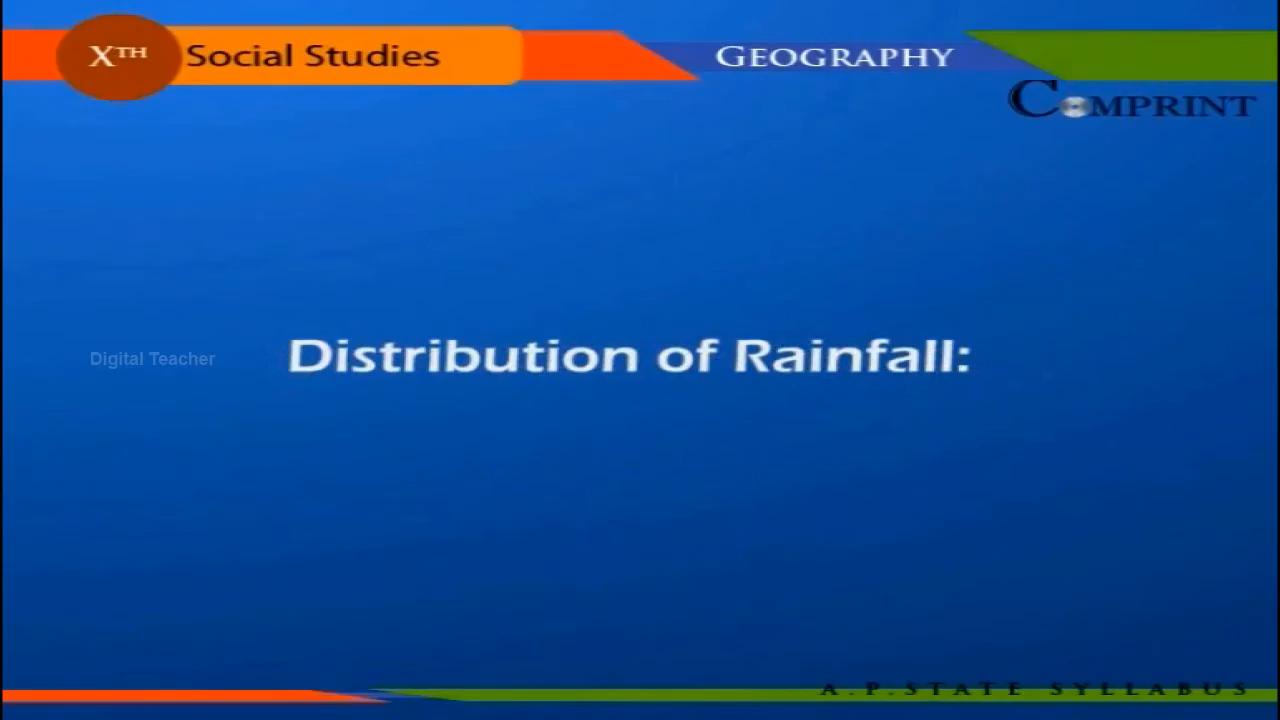 XTH Social Studies
GEOGRAPHY
COMPRINT
Digital Teacher
Distribution of Rainfall:
A.P.STATE SYLLABUS